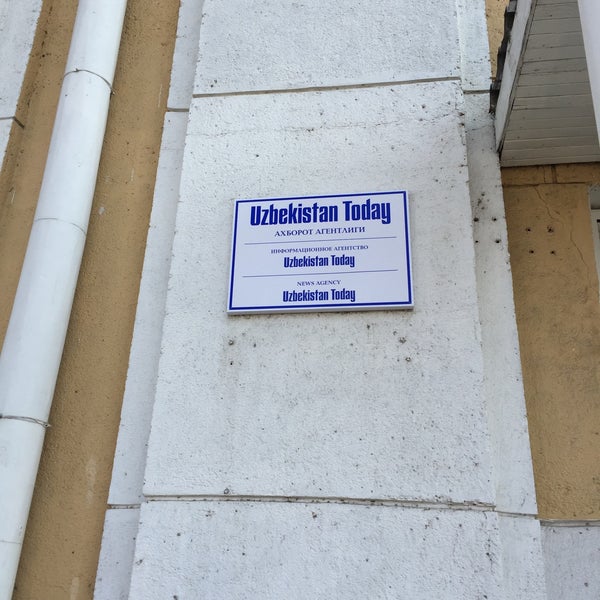 Uzbekistan Today
АХБОРОТ АГЕНТЛИГИ
ИНФОРМАЦИОННОЕ АГЕНТСТВО
Uzbekistan Today
NEWS AGENCY
Uzbekistan Today